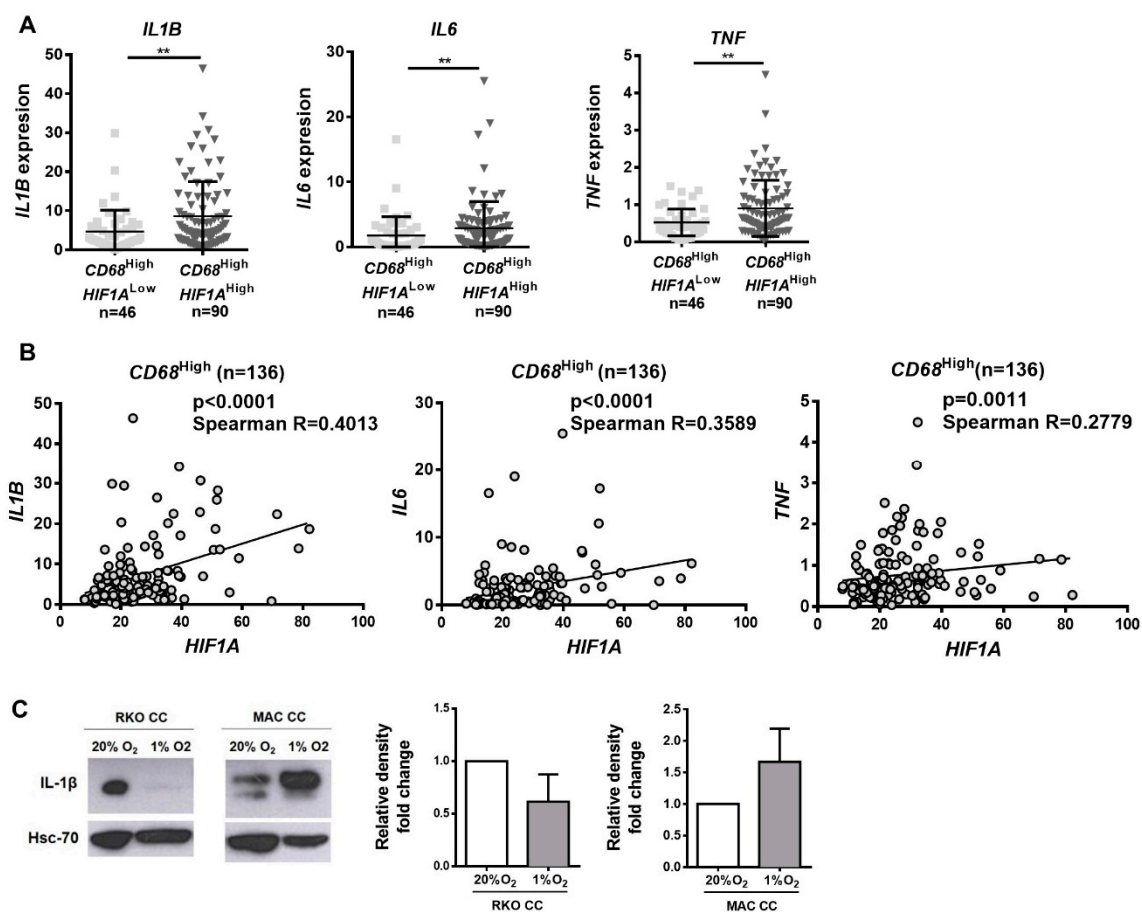 A
IL1B
IL6
TNF
**
**
**
IL1B expresion
50
40
30
20
10
0
IL6 expresion
30
20
10
0
TNF expresion
5
4
3
2
1
0
CD68High
HIF1ALow
n=46
CD68High
HIF1AHigh
n=90
CD68High
HIF1ALow
n=46
CD68High
HIF1AHigh
n=90
CD68High
HIF1ALow
n=46
CD68High
HIF1AHigh
n=90
B
CD68High (n=136)
p<0.0001
Spearman R=0.4013
IL1B
50
40
30
20
10
0
0 20 40 60 80 100
HIF1A
CD68High (n=136)
p<0.0001
Spearman R=0.3589
IL6
30
20
10
0
0 20 40 60 80 100
HIF1A
CD68High (n=136)
p=0.0011
Spearman R=0.2779
TNF
5
4
3
2
1
0
0 20 40 60 80 100
HIF1A
C
RKO CC
20% O2 1% O2
MAC CC
20% O2 1% O2
IL-1β
Hsc-70
Relative density
fold change
1.5
1.0
0.5
0.0
20%O2 1%O2
RKO CC
Relative density
fold change
2.5
2.0
1.5
1.0
0.5
0.0
20%O2 1%O2
MAC CC